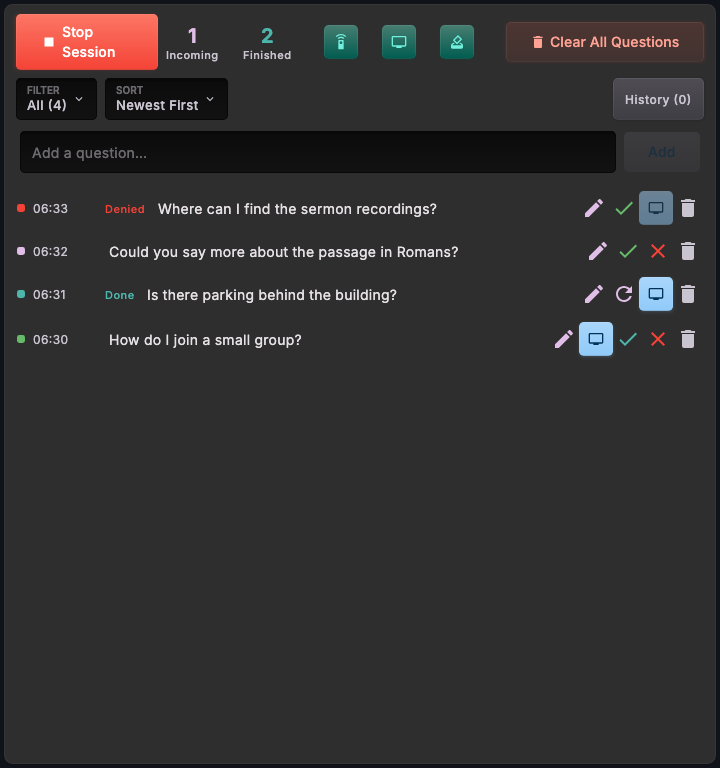 Stop
Session
1
Incoming
2
Finished
Clear All Questions
FILTER
All (4)
SORT
Newest First
History (0)
Add a question...
Add
06:33 Denied Where can I find the sermon recordings?
06:32 Could you say more about the passage in Romans?
06:31 Done Is there parking behind the building?
06:30 How do I join a small group?